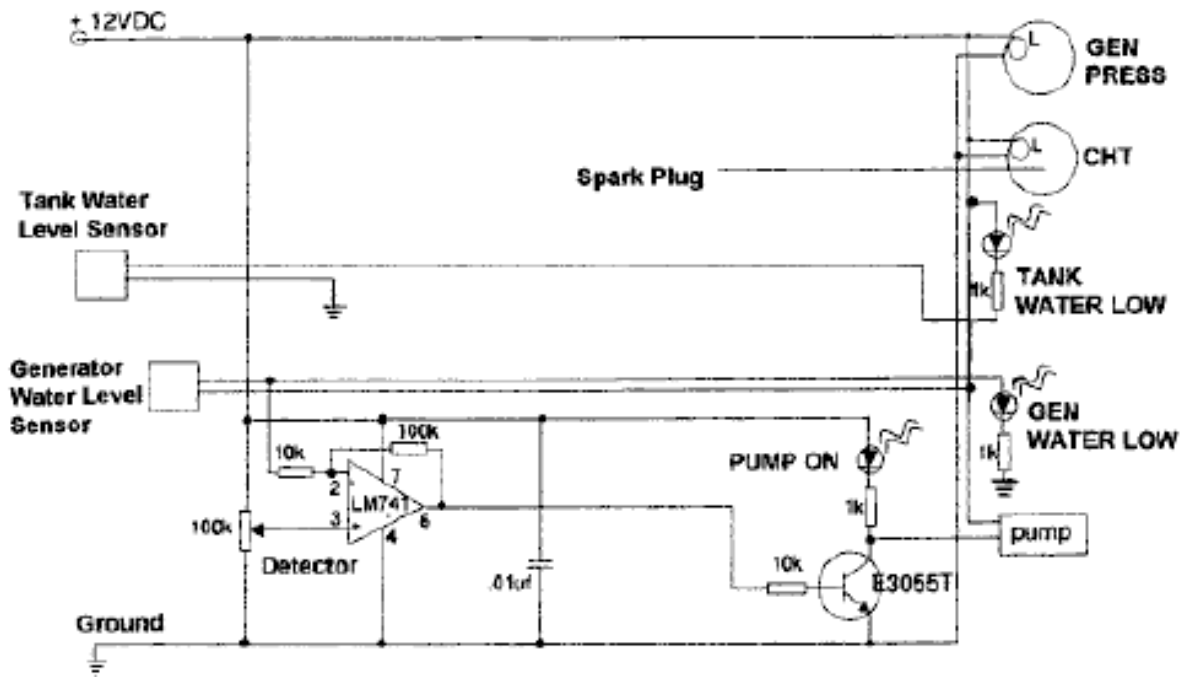 + 12VDC
L
GEN
PRESS
L
CHT
Spark Plug
Tank Water
Level Sensor
1k
TANK
WATER LOW
Generator
Water Level
Sensor
GEN
WATER LOW
1k
10k
100k
PUMP ON
2
7
LM741
3
+
6
4
100k
Detector
1k
pump
.01uf
10k
E3055T
Ground